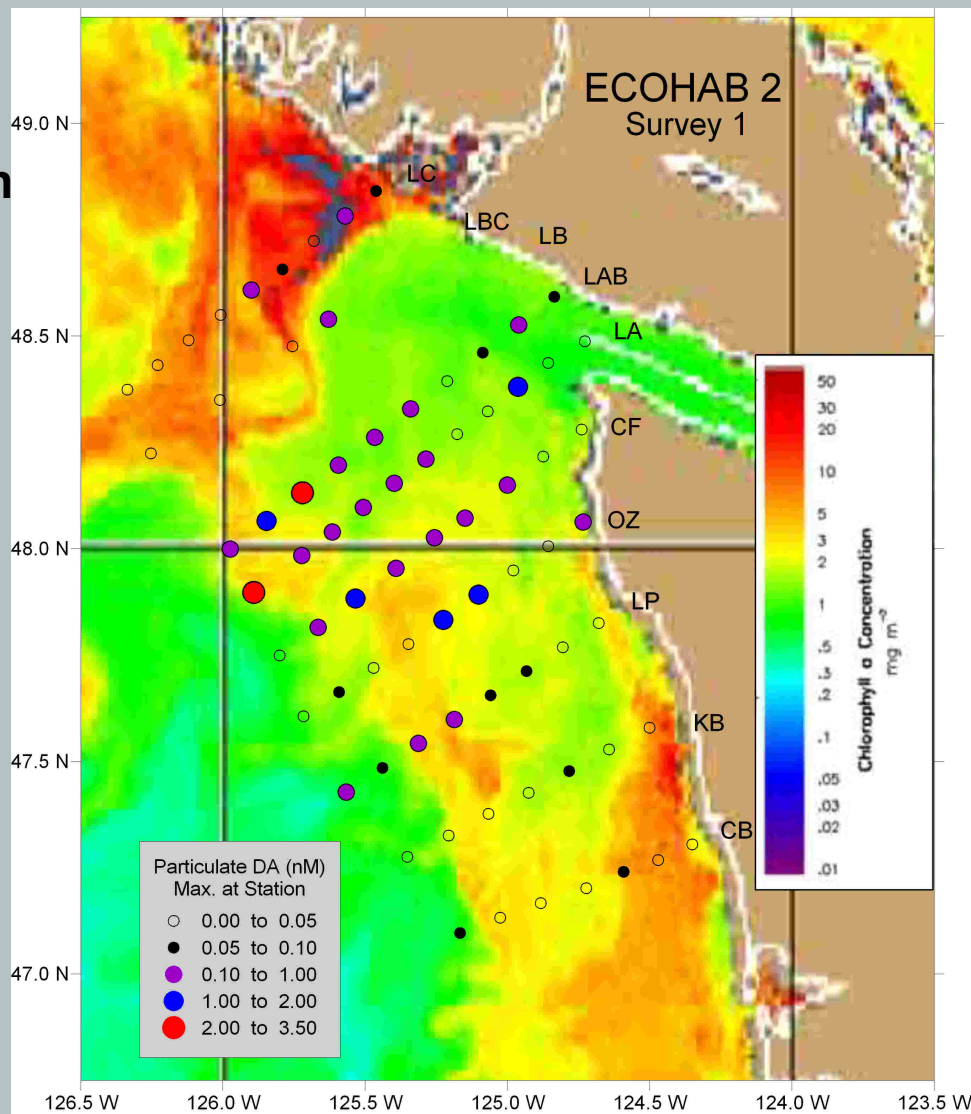 ECOHAB 2
Survey 1
49.0 N
n
LC
LBC
LB
LAB
48.5 N
LA
CF
OZ
48.0 N
LP
KB
47.5 N
CB
47.0 N
50
30
20
10
5
3
2
1
.5
.3
.2
.1
.05
.03
.02
.01
Chlorophyll a Concentration
mg m⁻³
Particulate DA (nM)
Max. at Station
0.00 to 0.05
0.05 to 0.10
0.10 to 1.00
1.00 to 2.00
2.00 to 3.50
126.5 W 126.0 W 125.5 W 125.0 W 124.5 W 124.0 W 123.5 W